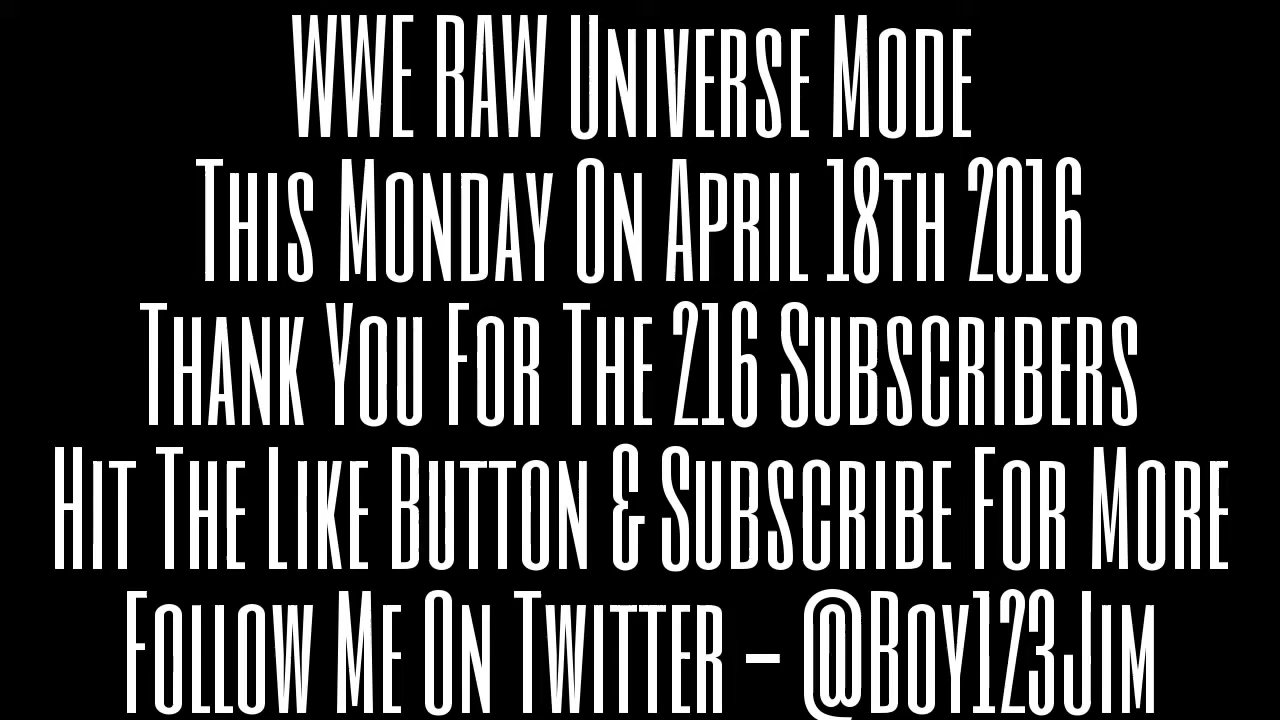 WWE RAW Universe Mode
This Monday On April 18th 2016
Thank You For The 216 Subscribers
Hit The Like Button & Subscribe For More
Follow Me On Twitter - @Boy123Jim